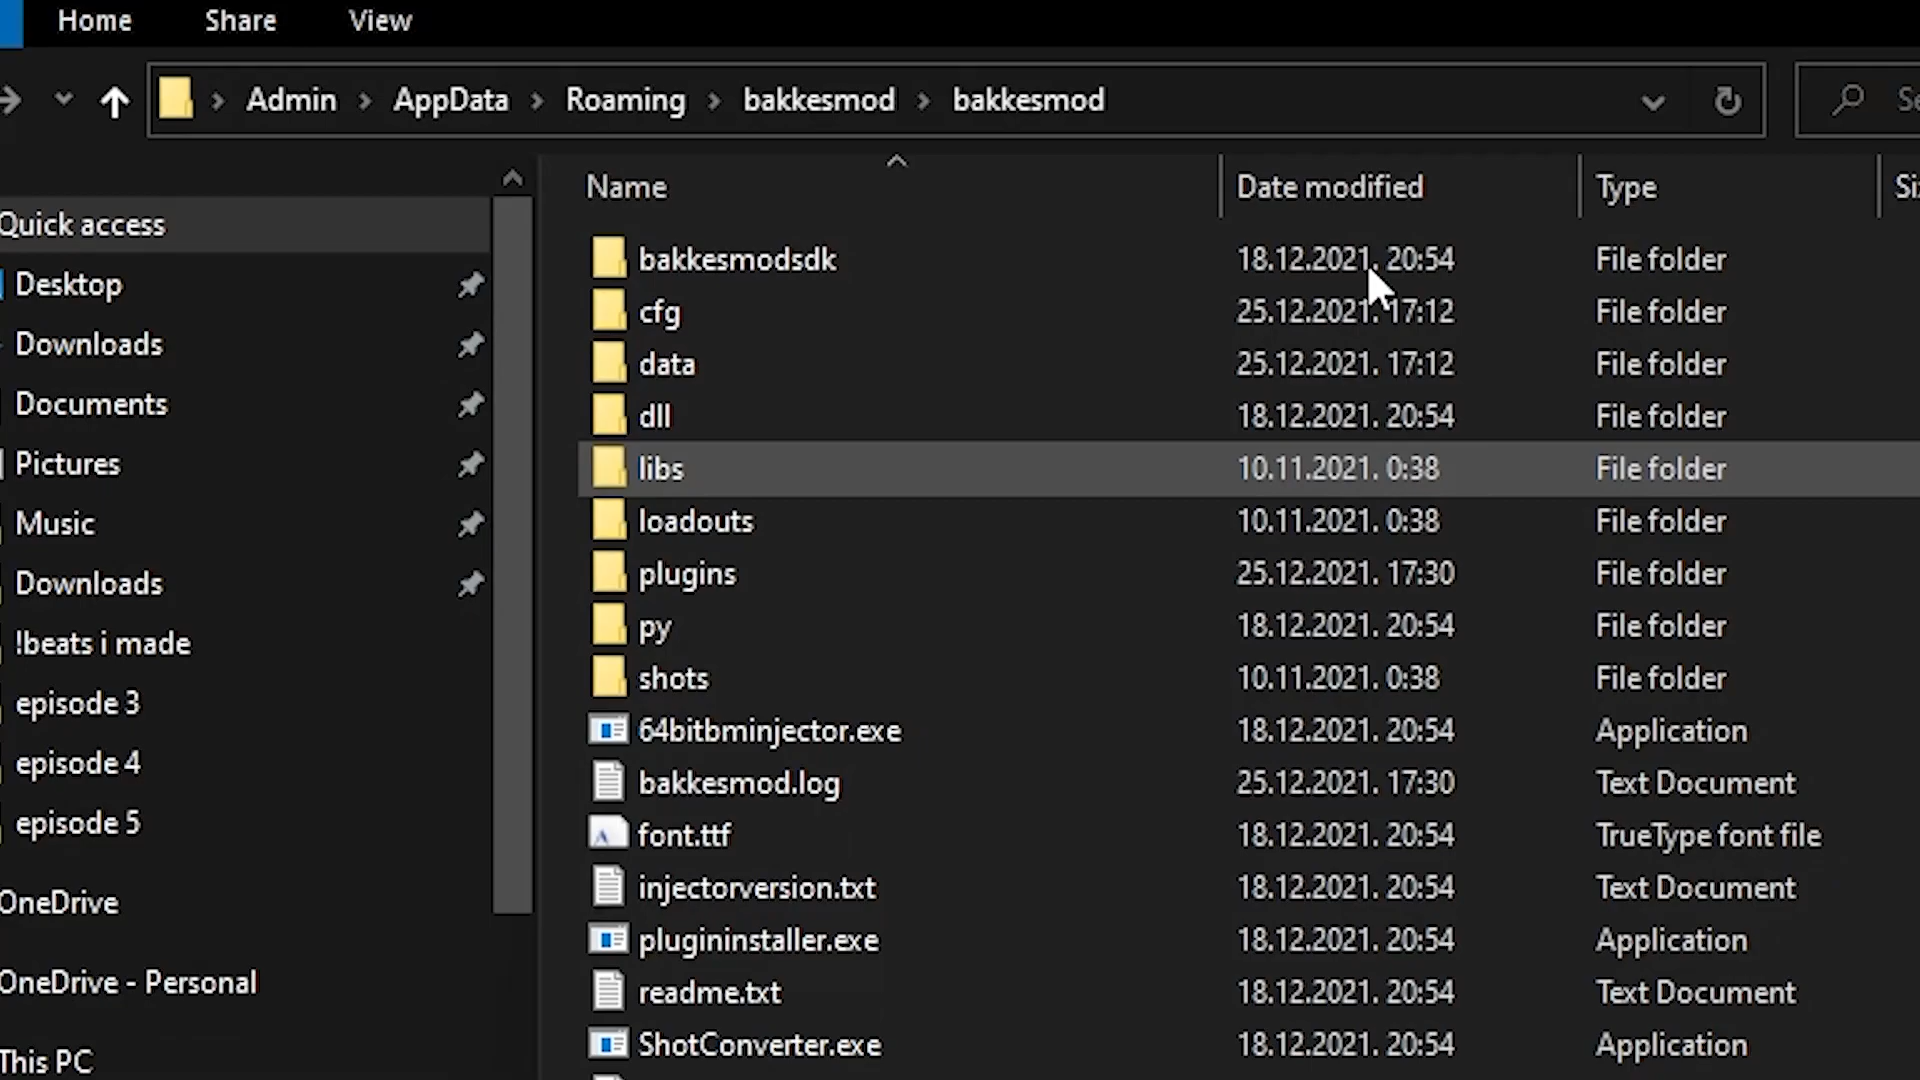 Home Share View
Admin > AppData > Roaming > bakkesmod > bakkesmod
Name Date modified Type
Quick access
Desktop
Downloads
Documents
Pictures
Music
Downloads
!beats i made
episode 3
episode 4
episode 5
OneDrive
OneDrive - Personal
This PC
bakkesmodsdk 18.12.2021. 20:54 File folder
cfg 25.12.2021. 17:12 File folder
data 25.12.2021. 17:12 File folder
dll 18.12.2021. 20:54 File folder
libs 10.11.2021. 0:38 File folder
loadouts 10.11.2021. 0:38 File folder
plugins 25.12.2021. 17:30 File folder
py 18.12.2021. 20:54 File folder
shots 10.11.2021. 0:38 File folder
64bitbminjector.exe 18.12.2021. 20:54 Application
bakkesmod.log 25.12.2021. 17:30 Text Document
font.ttf 18.12.2021. 20:54 TrueType font file
injectorversion.txt 18.12.2021. 20:54 Text Document
plugininstaller.exe 18.12.2021. 20:54 Application
readme.txt 18.12.2021. 20:54 Text Document
ShotConverter.exe 18.12.2021. 20:54 Application